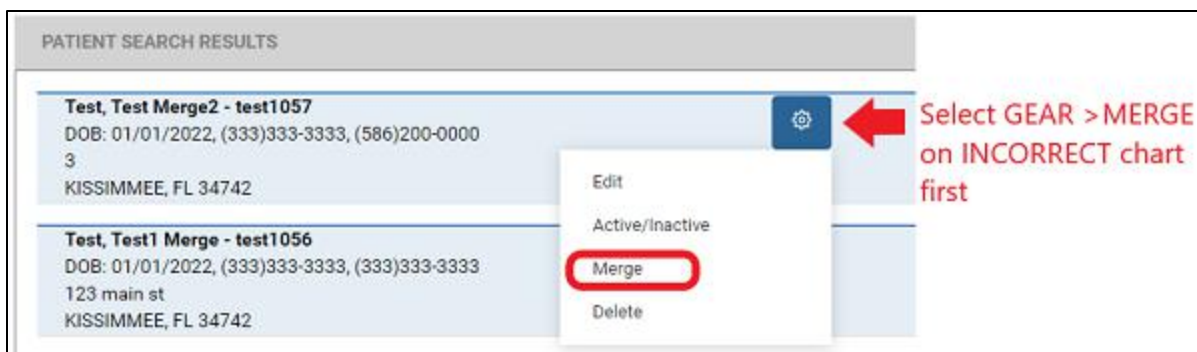 PATIENT SEARCH RESULTS
Test, Test Merge2 - test1057
DOB: 01/01/2022, (333)333-3333, (586)200-0000
3
KISSIMMEE, FL 34742
Test, Test1 Merge - test1056
DOB: 01/01/2022, (333)333-3333, (333)333-3333
123 main st
KISSIMMEE, FL 34742
Edit
Active/Inactive
Merge
Delete
Select GEAR >MERGE
on INCORRECT chart
first